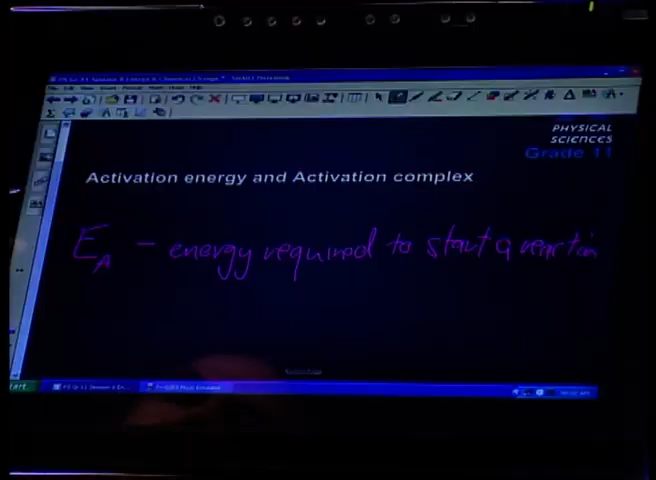 PHYSICAL
SCIENCES
Grade 11
Activation energy and Activation complex
EA – energy required to start a reaction